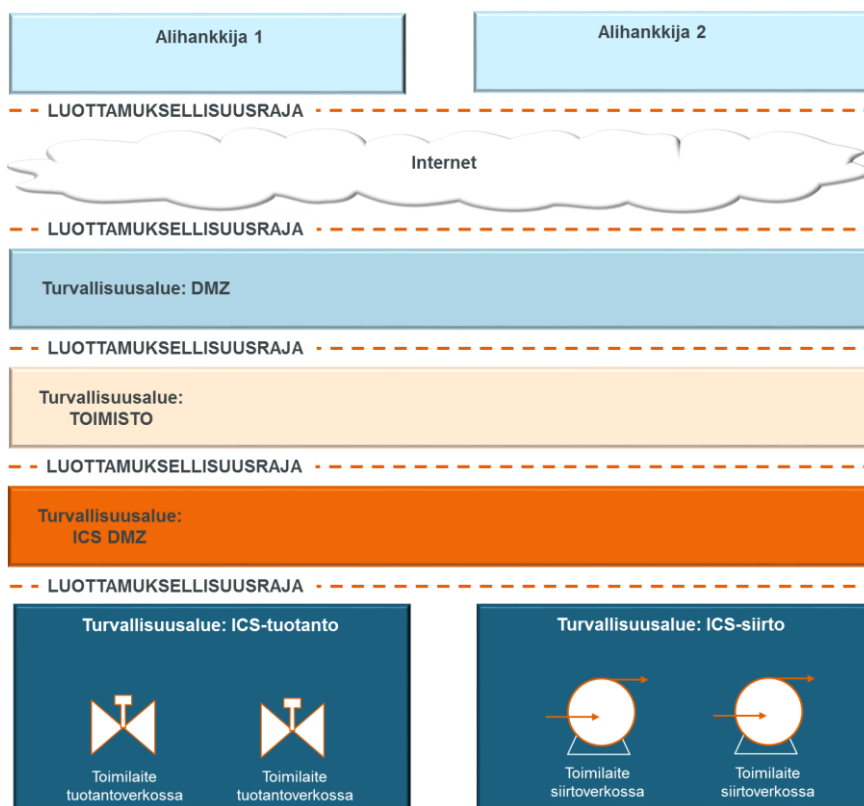 Alihankkija 1
Alihankkija 2
LUOTTAMUKSELLISUUSRAJA
Internet
LUOTTAMUKSELLISUUSRAJA
Turvallisuusalue: DMZ
LUOTTAMUKSELLISUUSRAJA
Turvallisuusalue:
TOIMISTO
LUOTTAMUKSELLISUUSRAJA
Turvallisuusalue:
ICS DMZ
LUOTTAMUKSELLISUUSRAJA
Turvallisuusalue: ICS-tuotanto
Toimilaite
tuotantoverkossa
Toimilaite
tuotantoverkossa
Turvallisuusalue: ICS-siirto
Toimilaite
siirtoverkossa
Toimilaite
siirtoverkossa